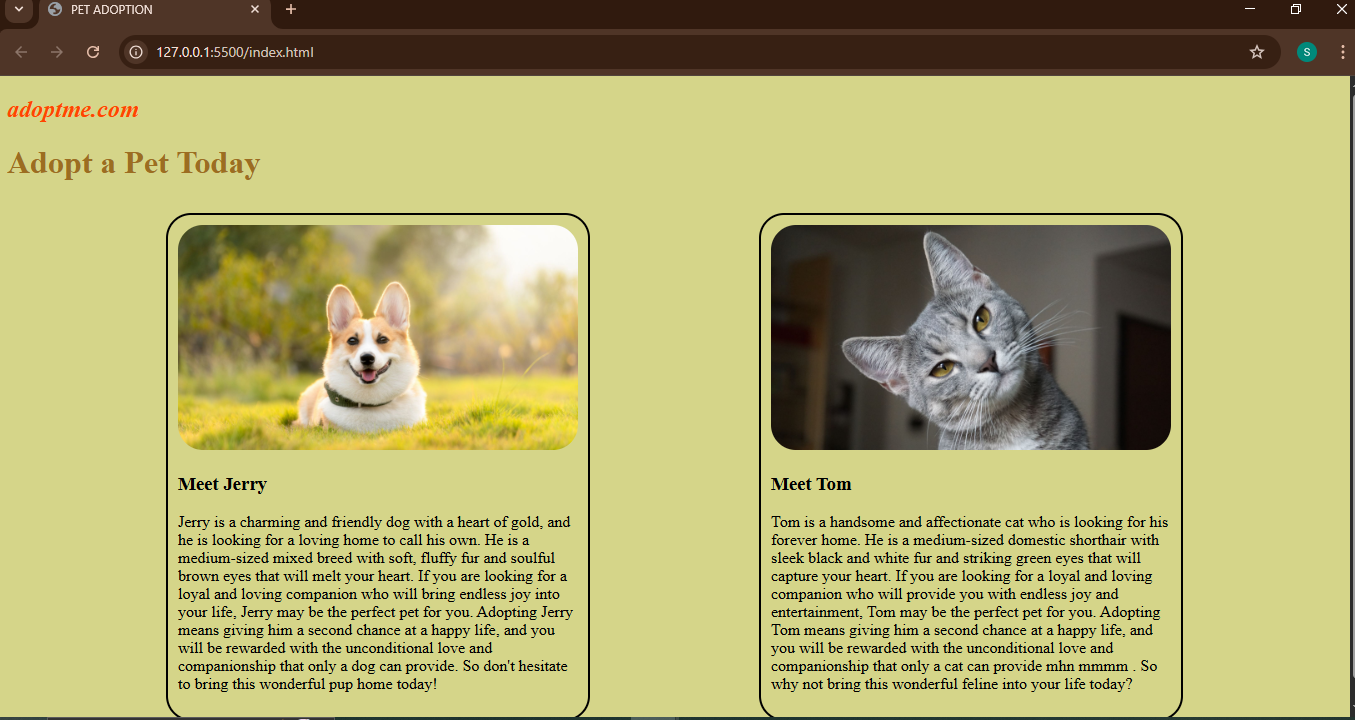 PET ADOPTION
127.0.0.1:5500/index.html
S
adoptme.com
Adopt a Pet Today
Meet Jerry
Jerry is a charming and friendly dog with a heart of gold, and
he is looking for a loving home to call his own. He is a
medium-sized mixed breed with soft, fluffy fur and soulful
brown eyes that will melt your heart. If you are looking for a
loyal and loving companion who will bring endless joy into
your life, Jerry may be the perfect pet for you. Adopting Jerry
means giving him a second chance at a happy life, and you
will be rewarded with the unconditional love and
companionship that only a dog can provide. So don't hesitate
to bring this wonderful pup home today!
Meet Tom
Tom is a handsome and affectionate cat who is looking for his
forever home. He is a medium-sized domestic shorthair with
sleek black and white fur and striking green eyes that will
capture your heart. If you are looking for a loyal and loving
companion who will provide you with endless joy and
entertainment, Tom may be the perfect pet for you. Adopting
Tom means giving him a second chance at a happy life, and
you will be rewarded with the unconditional love and
companionship that only a cat can provide mhn mmmm . So
why not bring this wonderful feline into your life today?